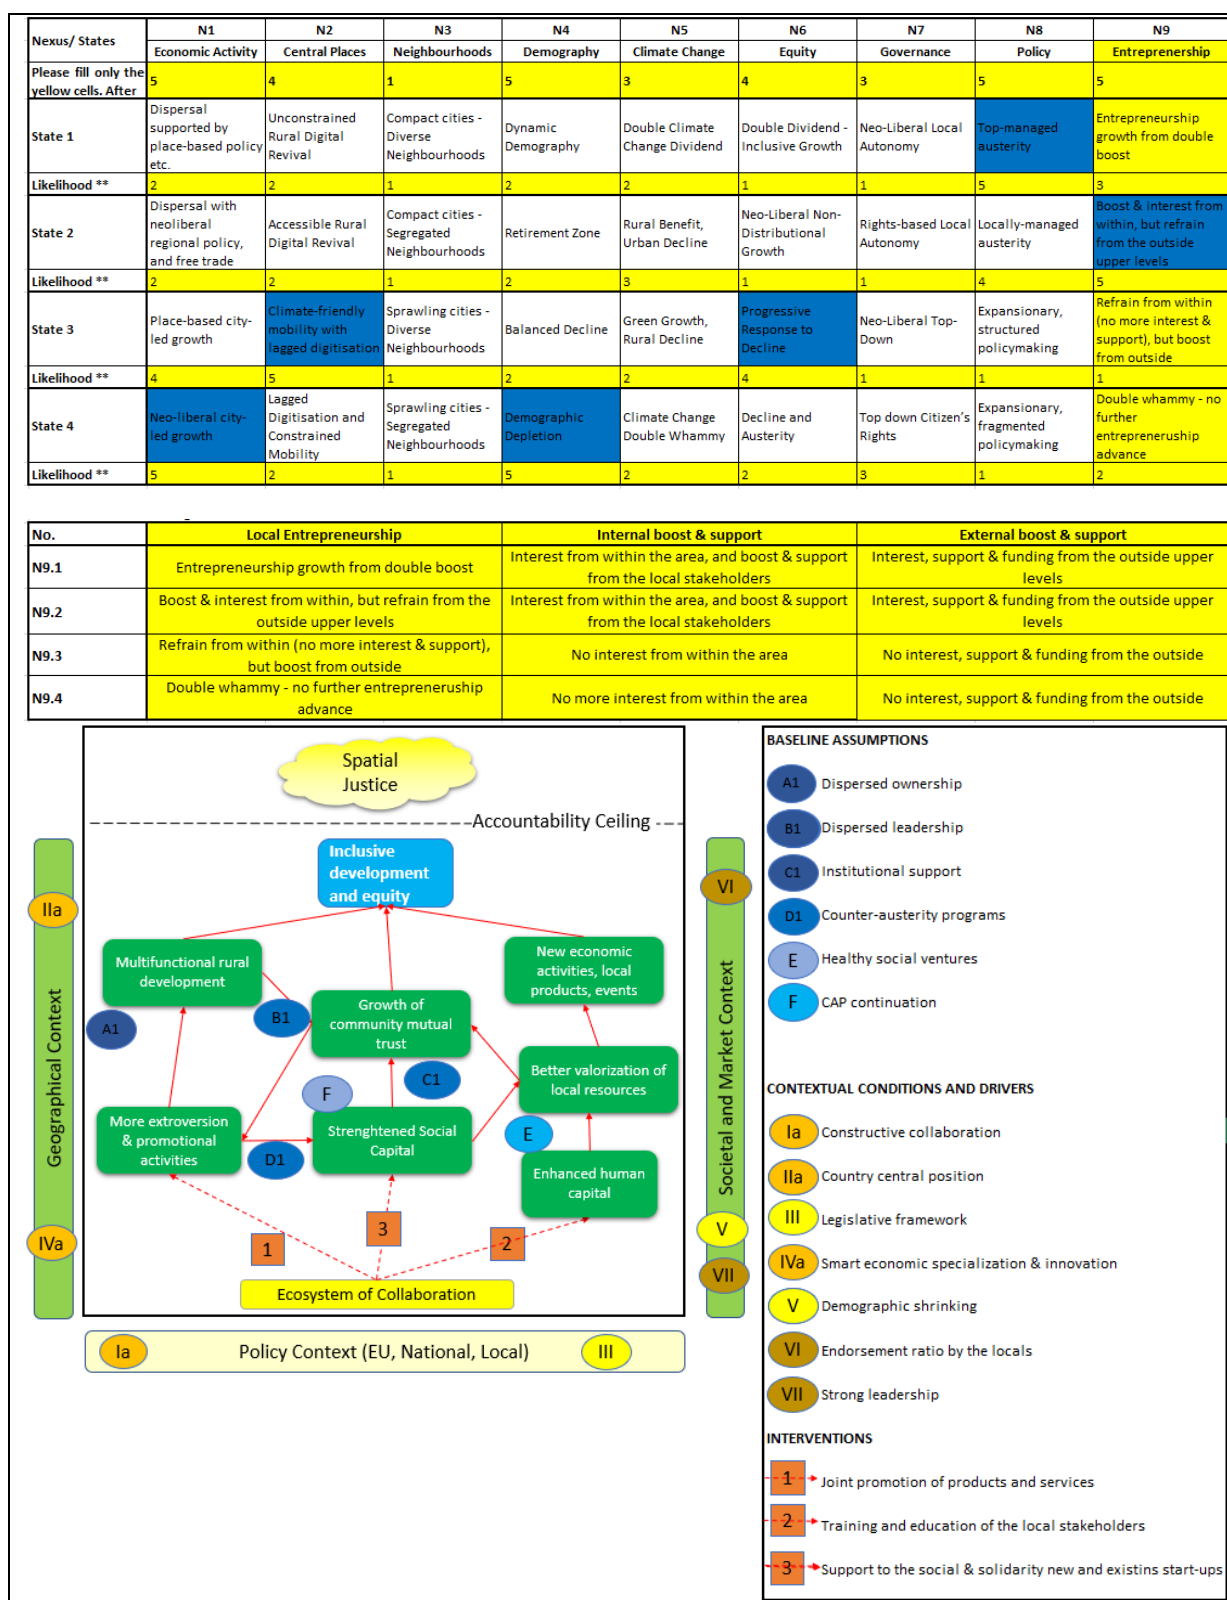 Nexus/ States
N1
N2
N3
N4
N5
N6
N7
N8
N9
Economic Activity
Central Places
Neighbourhoods
Demography
Climate Change
Equity
Governance
Policy
Entreprenership
Please fill only the
yellow cells. After
5
4
1
5
3
4
3
5
5
State 1
Dispersal
supported by
place-based policy
etc.
Unconstrained
Rural Digital
Revival
Compact cities -
Diverse
Neighbourhoods
Dynamic
Demography
Double Climate
Change Dividend
Double Dividend -
Inclusive Growth
Neo-Liberal Local
Autonomy
Top-managed
austerity
Entrepreneurship
growth from double
boost
Likelihood **
2
2
1
2
2
1
1
5
3
State 2
Dispersal with
neoliberal
regional policy,
and free trade
Accessible Rural
Digital Revival
Compact cities -
Segregated
Neighbourhoods
Retirement Zone
Rural Benefit,
Urban Decline
Neo-Liberal Non-
Distributional
Growth
Rights-based Local
Autonomy
Locally-managed
austerity
Boost & interest from
within, but refrain
from the outside
upper levels
Likelihood **
2
2
1
2
3
1
1
4
5
State 3
Place-based city-
led growth
Climate-friendly
mobility with
lagged digitisation
Sprawling cities -
Diverse
Neighbourhoods
Balanced Decline
Green Growth,
Rural Decline
Progressive
Response to
Decline
Neo-Liberal Top-
Down
Expansionary,
structured
policymaking
Refrain from within
(no more interest &
support), but boost
from outside
Likelihood **
4
5
1
2
2
4
1
1
1
State 4
Neo-liberal city-
led growth
Lagged
Digitisation and
Constrained
Mobility
Sprawling cities -
Segregated
Neighbourhoods
Demographic
Depletion
Climate Change
Double Whammy
Decline and
Austerity
Top down Citizen's
Rights
Expansionary,
fragmented
policymaking
Double whammy - no
further
entrepreneruship
advance
Likelihood **
5
2
1
5
2
2
3
1
2
No.
Local Entrepreneurship
Internal boost & support
External boost & support
N9.1
Entrepreneurship growth from double boost
Interest from within the area, and boost & support
from the local stakeholders
Interest, support & funding from the outside upper
levels
N9.2
Boost & interest from within, but refrain from the
outside upper levels
Interest from within the area, and boost & support
from the local stakeholders
Interest, support & funding from the outside upper
levels
N9.3
Refrain from within (no more interest & support),
but boost from outside
No interest from within the area
No interest, support & funding from the outside
N9.4
Double whammy - no further entrepreneruship
advance
No more interest from within the area
No interest, support & funding from the outside
Spatial
Justice
Accountability Ceiling
Inclusive
development
and equity
Geographical Context
IIa
IVa
Multifunctional rural
development
A1
B1
Growth of
community mutual
trust
New economic
activities, local
products, events
C1
F
Better valorization of
local resources
E
More extroversion
& promotional
activities
D1
Strenghtened Social
Capital
Enhanced human
capital
1
3
2
Ecosystem of Collaboration
Societal and Market Context
VI
V
VII
Ia
Policy Context (EU, National, Local)
III
BASELINE ASSUMPTIONS
A1 Dispersed ownership
B1 Dispersed leadership
C1 Institutional support
D1 Counter-austerity programs
E Healthy social ventures
F CAP continuation
CONTEXTUAL CONDITIONS AND DRIVERS
Ia Constructive collaboration
IIa Country central position
III Legislative framework
IVa Smart economic specialization & innovation
V Demographic shrinking
VI Endorsement ratio by the locals
VII Strong leadership
INTERVENTIONS
1 Joint promotion of products and services
2 Training and education of the local stakeholders
3 Support to the social & solidarity new and existins start-ups